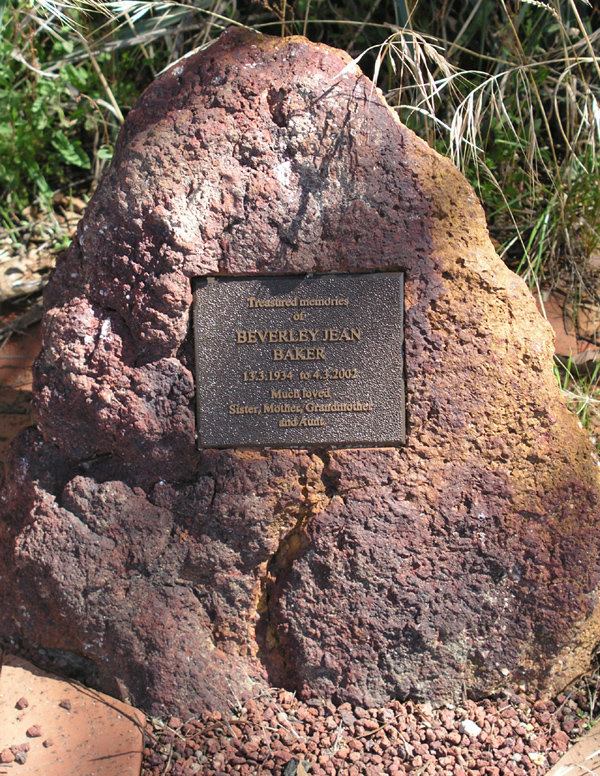 Treasured memories
of
BEVERLEY JEAN
BAKER
13.3.1934 to 4.3.2002
Much loved
Sister, Mother, Grandmother
and Aunt.